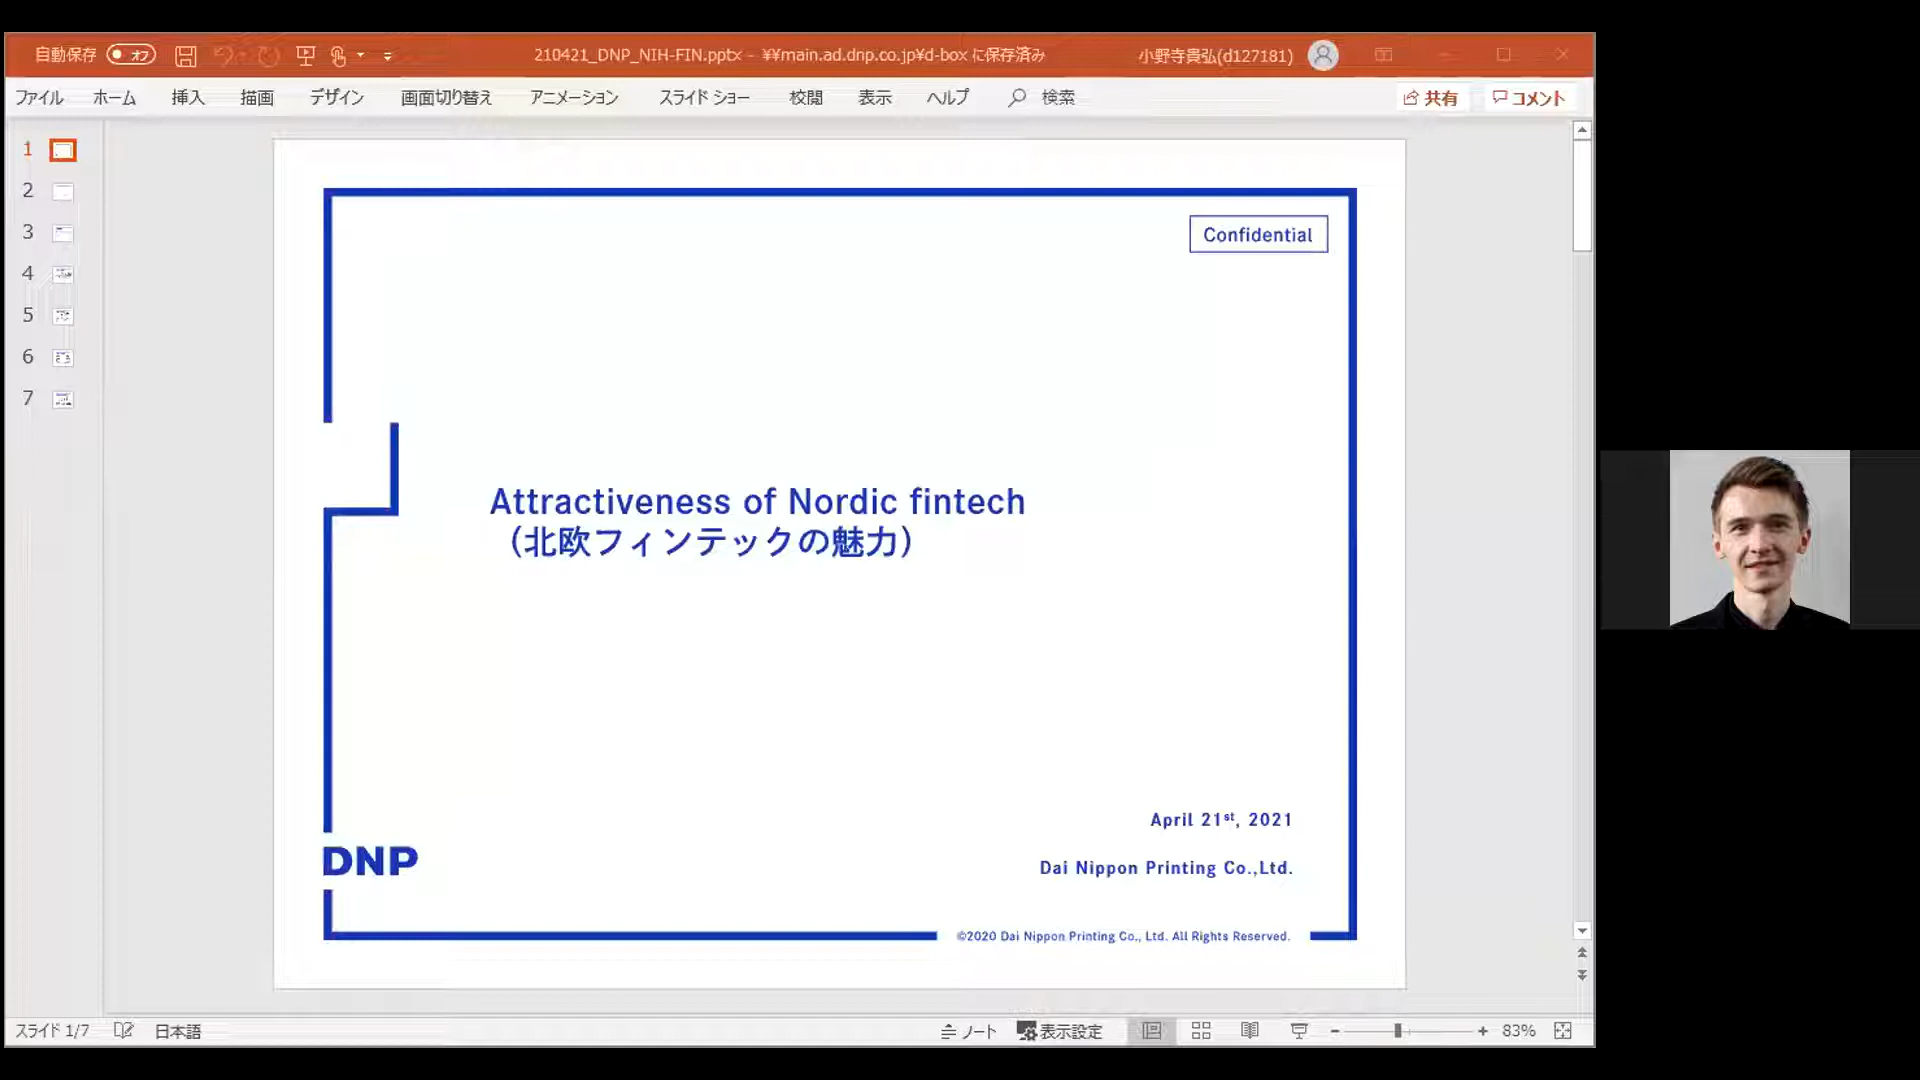 自動保存 オフ
210421_DNP_NIH-FIN.pptx - ¥¥main.ad.dnp.co.jp¥d-box に保存済み
小野寺貴弘(d127181)
ファイル ホーム 挿入 描画 デザイン 画面切り替え アニメーション スライド ショー 校閲 表示 ヘルプ 検索 共有 コメント
1
2
3
4
5
6
7
Confidential
Attractiveness of Nordic fintech
（北欧フィンテックの魅力）
April 21st, 2021
DNP
Dai Nippon Printing Co.,Ltd.
©2020 Dai Nippon Printing Co., Ltd. All Rights Reserved.
スライド 1/7 日本語 ノート 表示設定 83%